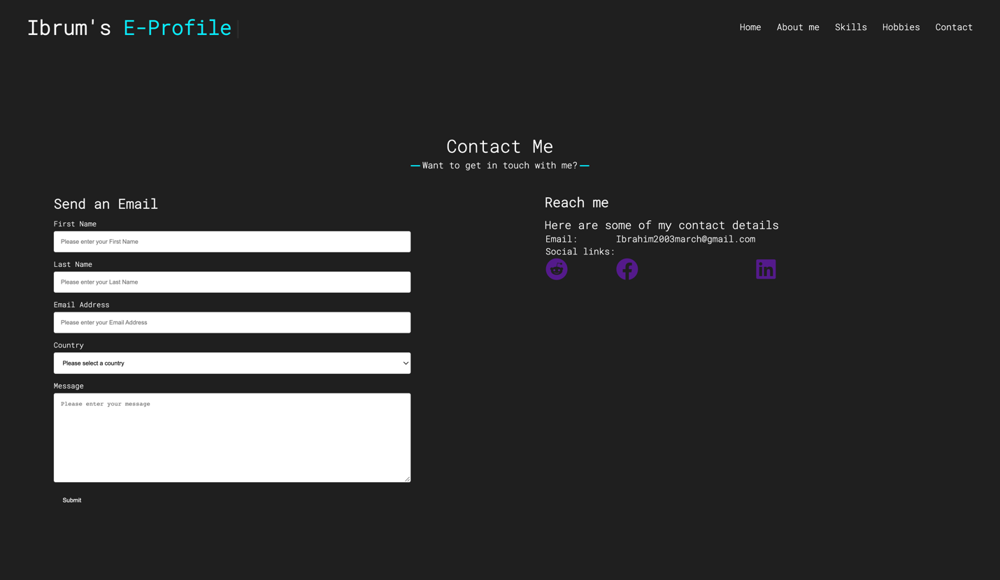 Ibrum's E-Profile
Home About me Skills Hobbies Contact
Contact Me
Want to get in touch with me?
Send an Email
First Name
Please enter your First Name
Last Name
Please enter your Last Name
Email Address
Please enter your Email Address
Country
Please select a country
Message
Please enter your message
Submit
Reach me
Here are some of my contact details
Email: Ibrahim2003march@gmail.com
Social links: